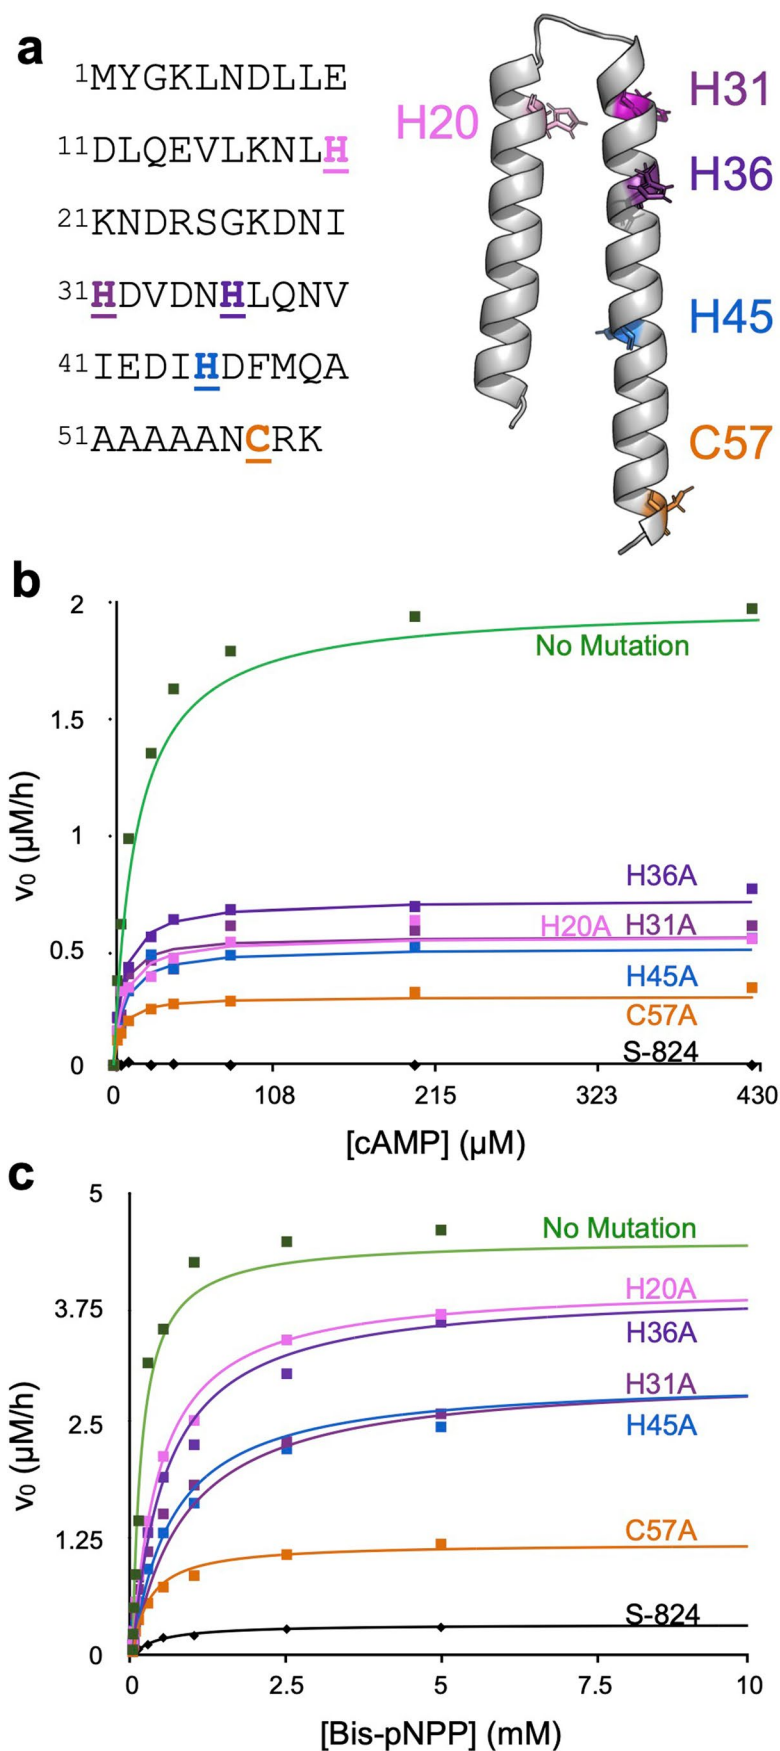 a
1MYGKLNDLLE
11DLQEVLKNLH
21KNDRSGKDNI
31HDVDNHLQNV
41IEDIHDFMQA
51AAAAANCRK
H20
H31
H36
H45
C57
b
2
1.5
1
0.5
0
v0 (µM/h)
No Mutation
H36A
H20A H31A
H45A
C57A
S-824
0 108 215 323 430
[cAMP] (µM)
c
5
3.75
2.5
1.25
0
v0 (µM/h)
No Mutation
H20A
H36A
H31A
H45A
C57A
S-824
0 2.5 5 7.5 10
[Bis-pNPP] (mM)